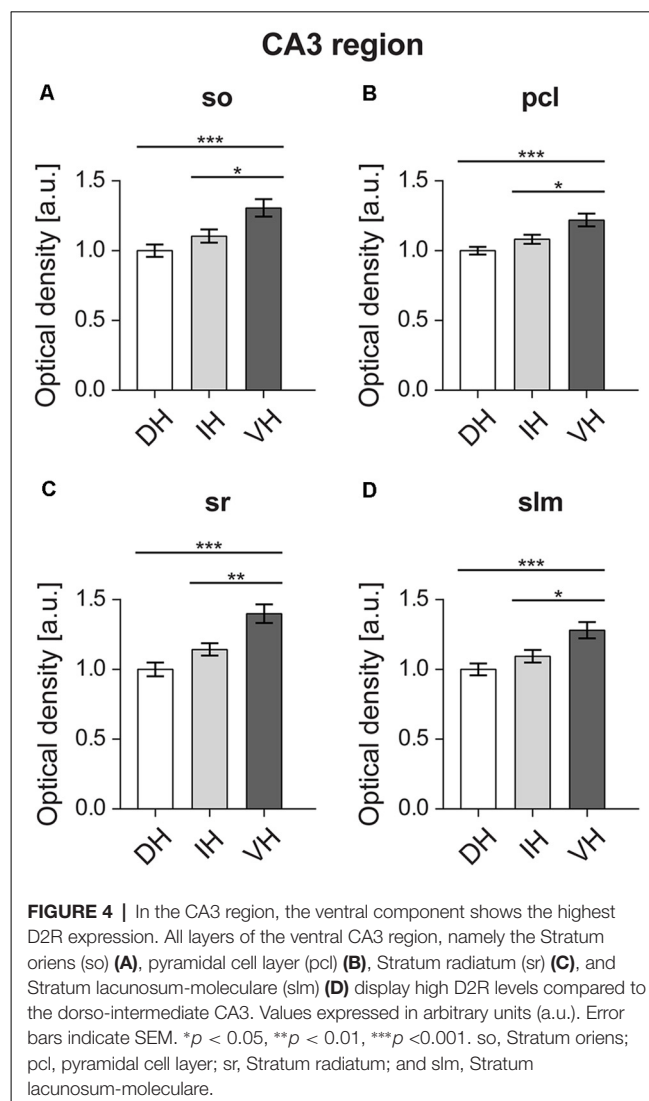 CA3 region
A
so
***
*
Optical density [a.u.]
1.5
1.0
0.5
0.0
DH
IH
VH
B
pcl
***
*
Optical density [a.u.]
1.5
1.0
0.5
0.0
DH
IH
VH
C
sr
***
**
Optical density [a.u.]
1.5
1.0
0.5
0.0
DH
IH
VH
D
slm
***
*
Optical density [a.u.]
1.5
1.0
0.5
0.0
DH
IH
VH
FIGURE 4 | In the CA3 region, the ventral component shows the highest
D2R expression. All layers of the ventral CA3 region, namely the Stratum
oriens (so) (A), pyramidal cell layer (pcl) (B), Stratum radiatum (sr) (C), and
Stratum lacunosum-moleculare (slm) (D) display high D2R levels compared to
the dorso-intermediate CA3. Values expressed in arbitrary units (a.u.). Error
bars indicate SEM. *p < 0.05, **p < 0.01, ***p <0.001. so, Stratum oriens;
pcl, pyramidal cell layer; sr, Stratum radiatum; and slm, Stratum
lacunosum-moleculare.